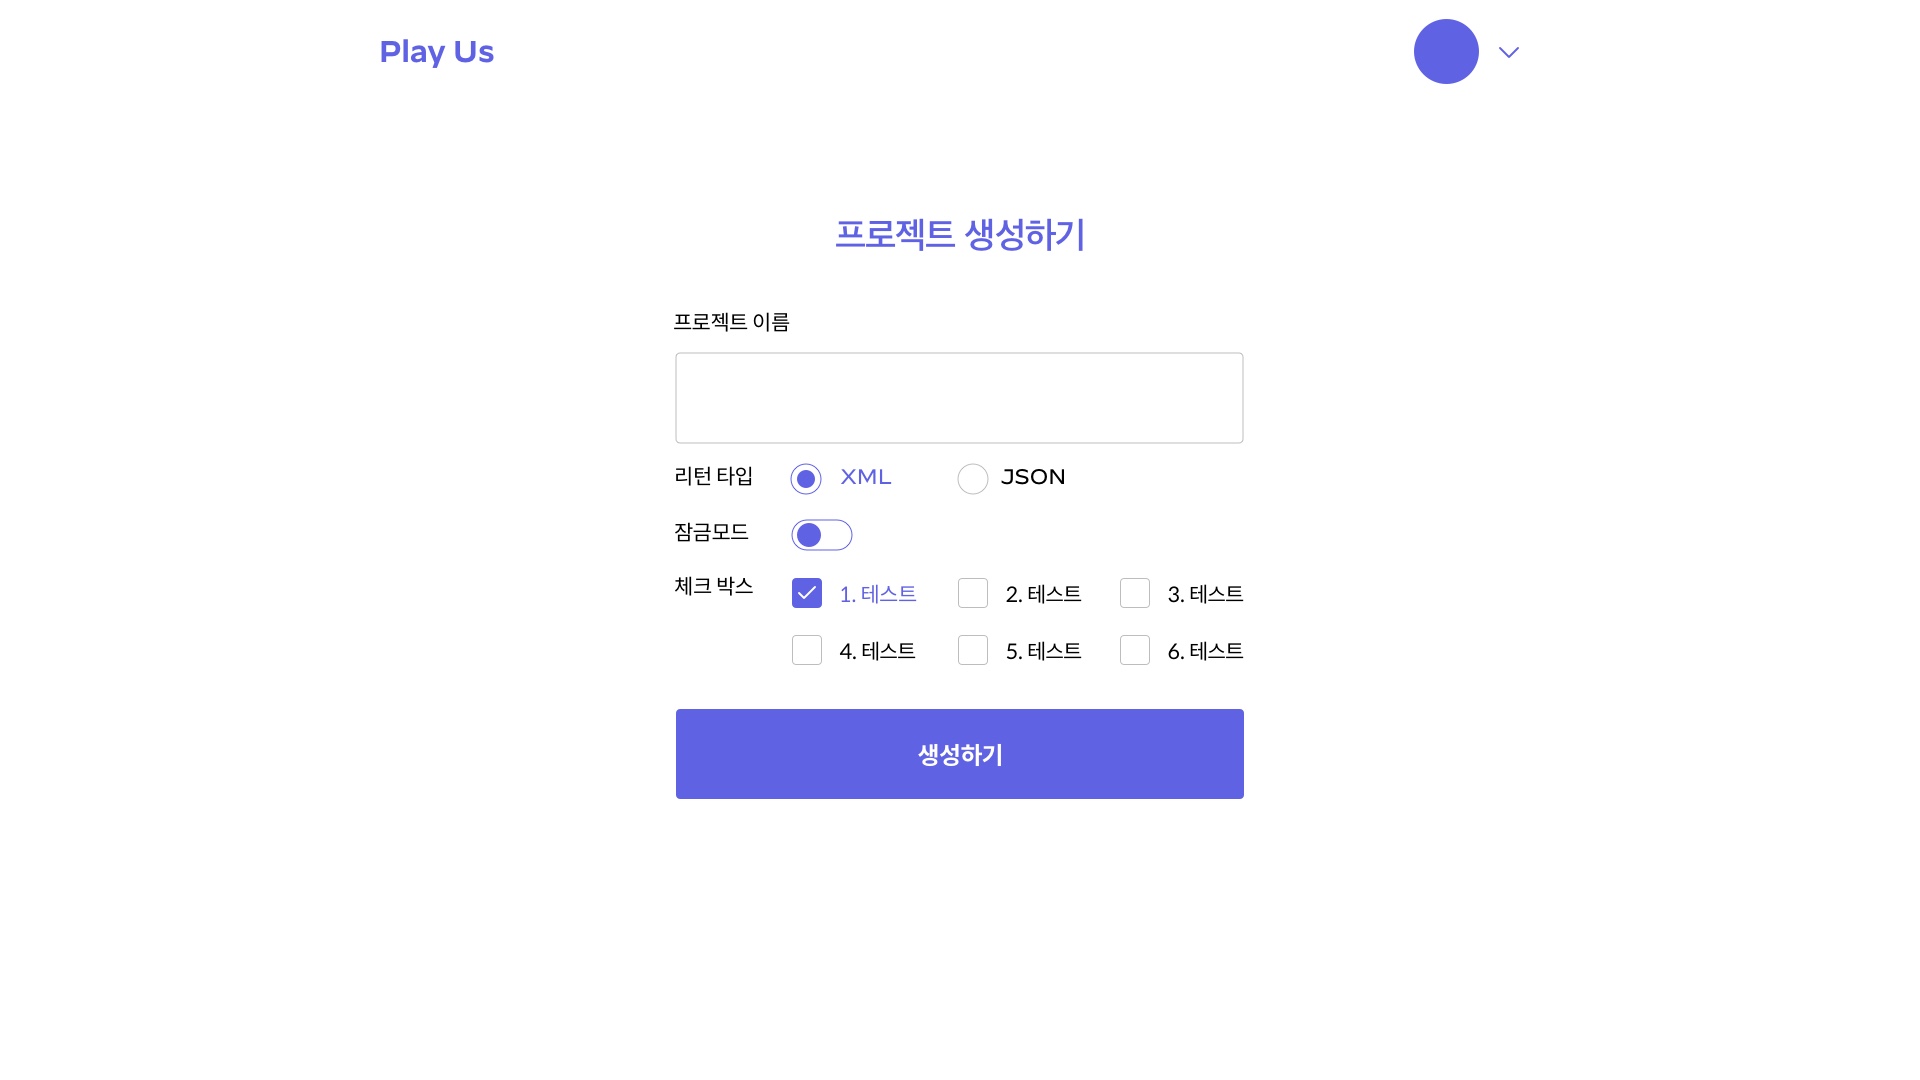 Play Us
프로젝트 생성하기
프로젝트 이름
리턴 타입 XML JSON
잠금모드
체크 박스 1. 테스트 2. 테스트 3. 테스트
4. 테스트 5. 테스트 6. 테스트
생성하기